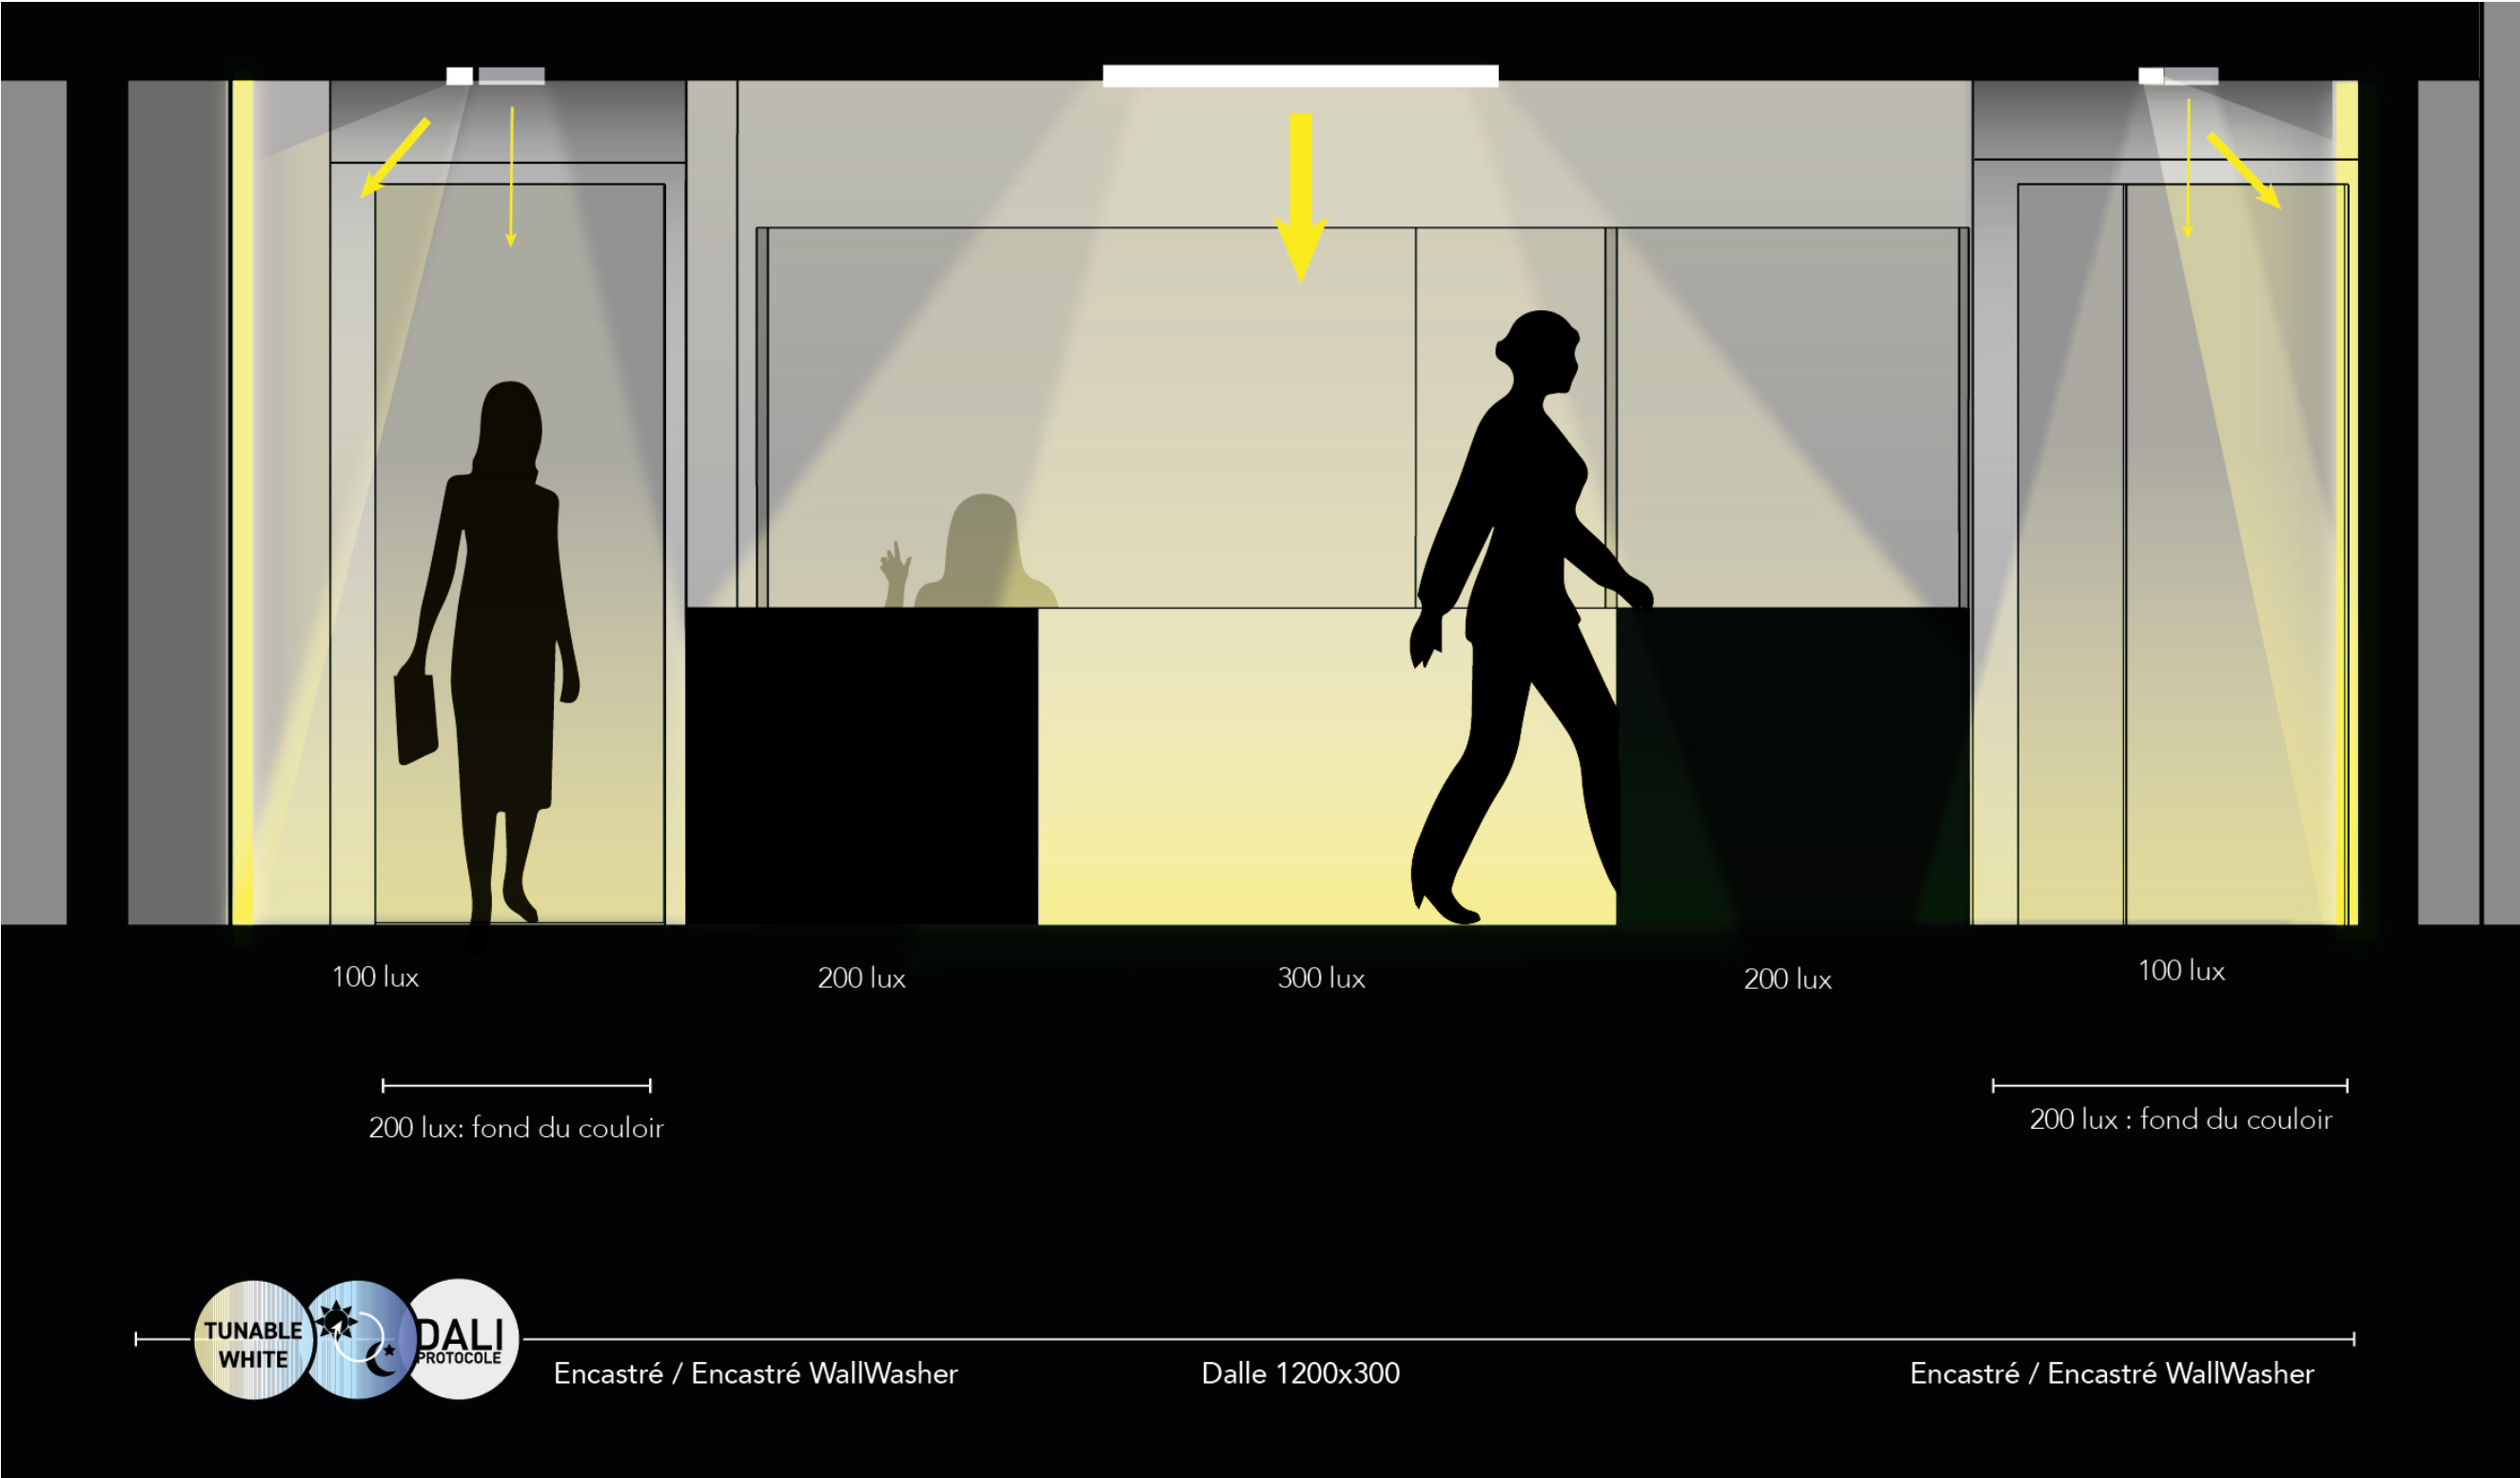 100 lux
200 lux
300 lux
200 lux
100 lux
200 lux: fond du couloir
200 lux : fond du couloir
TUNABLE
WHITE
DALI
PROTOCOLE
Encastré / Encastré WallWasher
Dalle 1200x300
Encastré / Encastré WallWasher